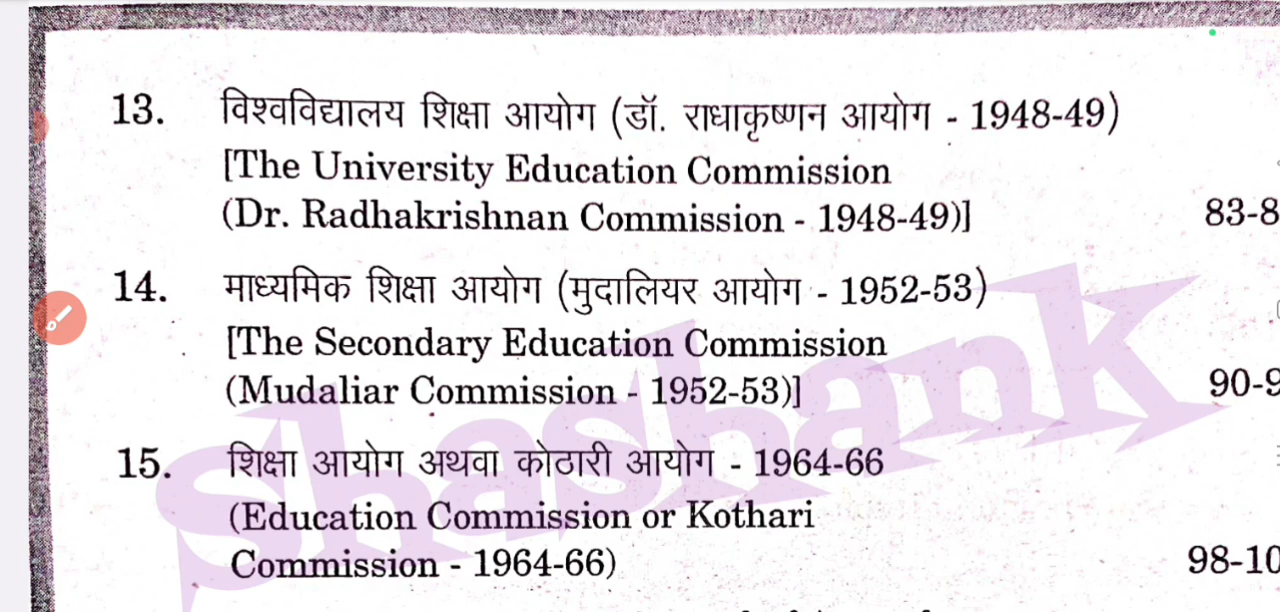 13. विश्वविद्यालय शिक्षा आयोग (डॉ. राधाकृष्णन आयोग - 1948-49)
[The University Education Commission
(Dr. Radhakrishnan Commission - 1948-49)] 83-8
14. माध्यमिक शिक्षा आयोग (मुदालियर आयोग - 1952-53)
[The Secondary Education Commission
(Mudaliar Commission - 1952-53)] 90-9
15. शिक्षा आयोग अथवा कोठारी आयोग - 1964-66
(Education Commission or Kothari
Commission - 1964-66) 98-10
Shashank